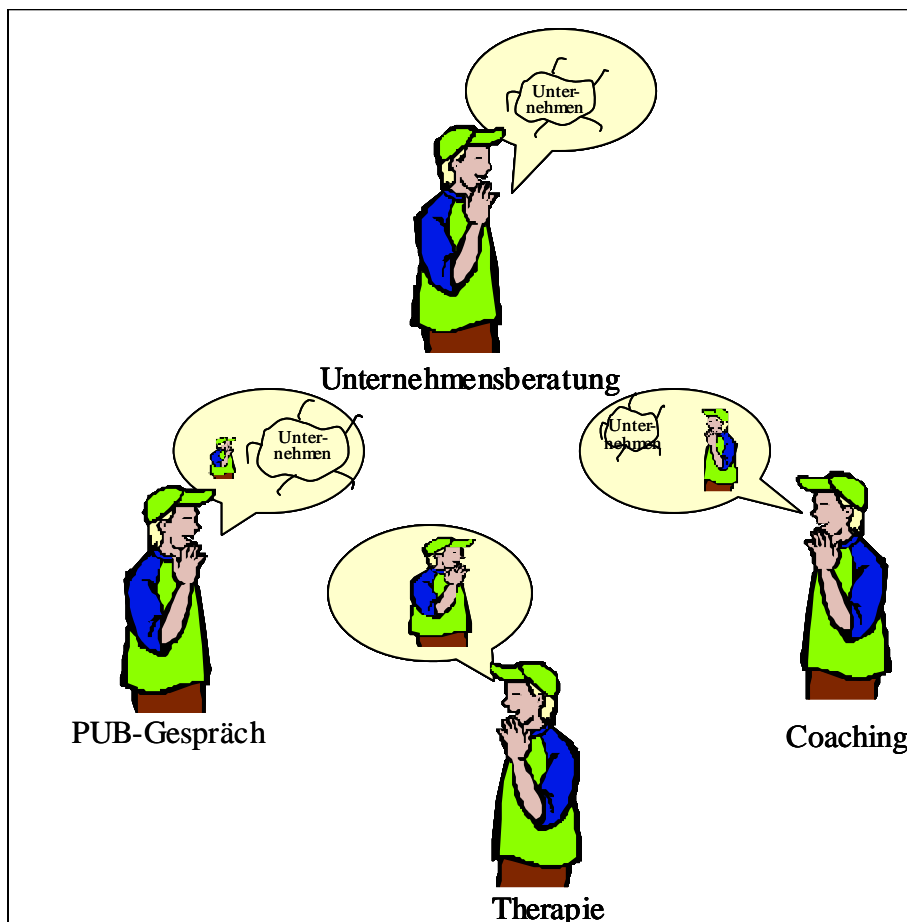 Unter-
nehmen
Unternehmensberatung
Unter-
nehmen
Unter-
nehmen
PUB-Gespräch
Coaching
Therapie